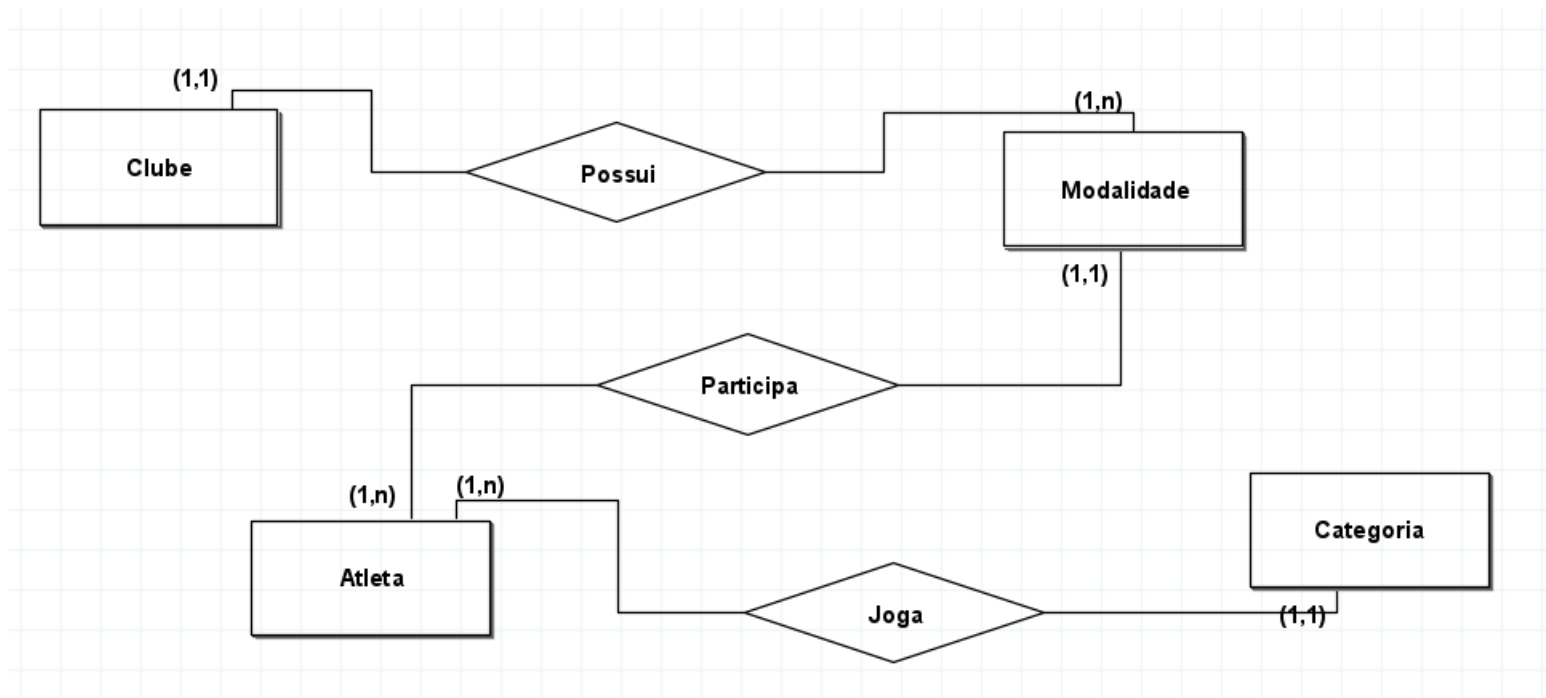 (1,1)
(1,n)
Clube
Possui
Modalidade
(1,1)
Participa
(1,n)
(1,n)
Categoria
Atleta
Joga
(1,1)